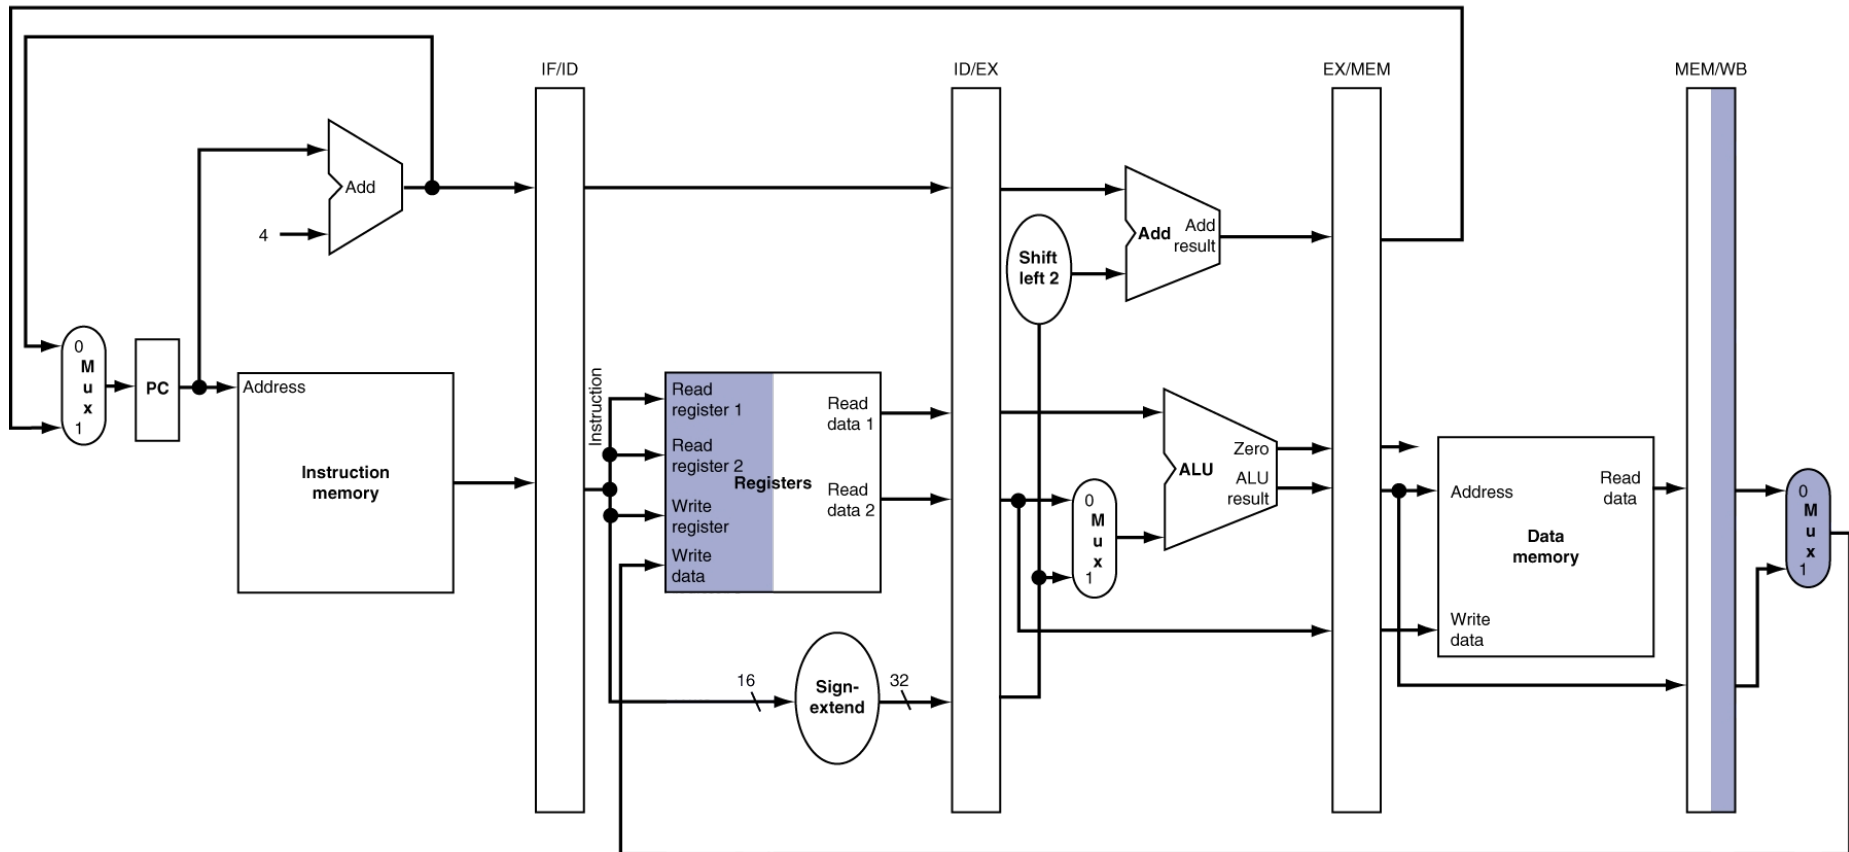 IF/ID
ID/EX
EX/MEM
MEM/WB
Add
4
Add
Add
result
Shift
left 2
0
M
u
x
1
PC
Address
Instruction
memory
Instruction
Read
register 1
Read
register 2
Registers
Write
register
Write
data
Read
data 1
Read
data 2
16
Sign-
extend
32
0
M
u
x
1
ALU
Zero
ALU
result
Address
Read
data
Data
memory
Write
data
0
M
u
x
1